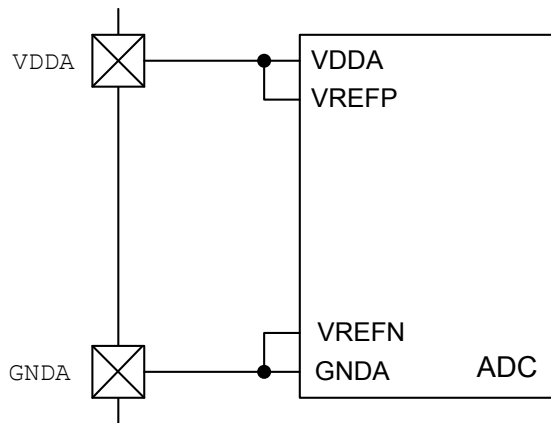 VDDA
VDDA
VREFP
VREFN
GNDA
GNDA
ADC